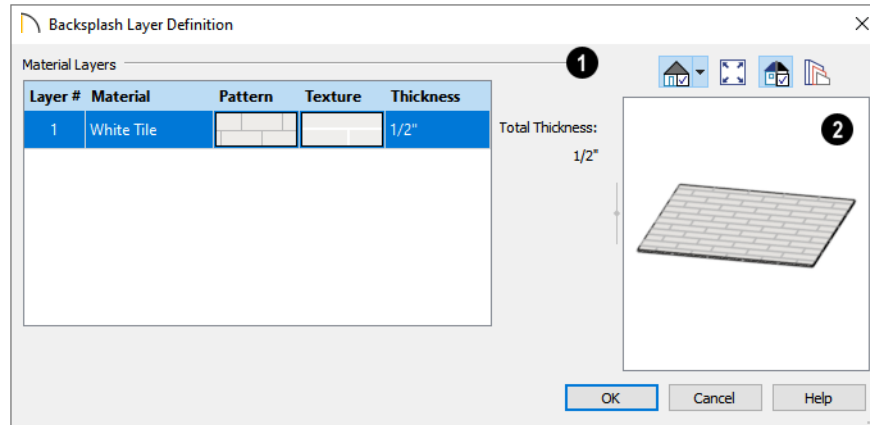 Backsplash Layer Definition
Material Layers
1
Layer # Material Pattern Texture Thickness
1 White Tile 1/2"
Total Thickness:
1/2"
2
OK Cancel Help